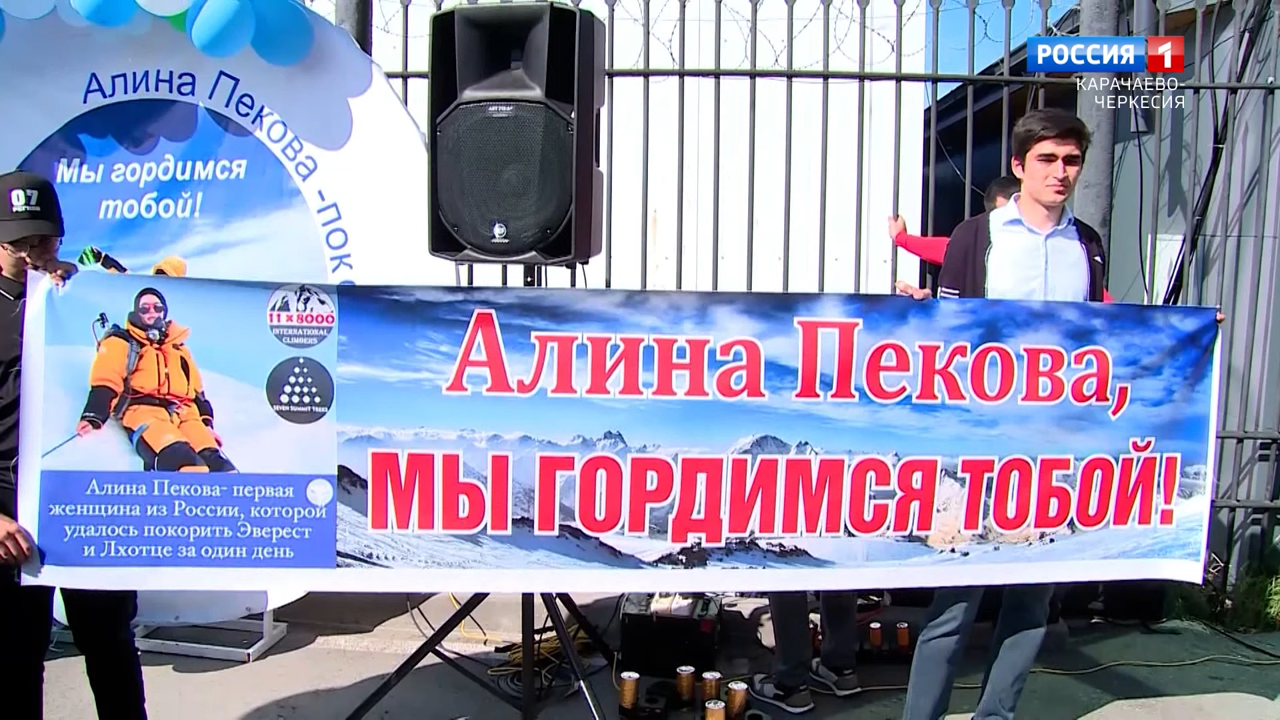 РОССИЯ 1
КАРАЧАЕВО-
ЧЕРКЕСИЯ
Алина Пекова -пок
Мы гордимся
тобой!
07
11×8000
INTERNATIONAL
CLIMBERS
SEVEN SUMMIT TREKS
Алина Пекова,
МЫ ГОРДИМСЯ ТОБОЙ!
Алина Пекова- первая
женщина из России, которой
удалось покорить Эверест
и Лхотце за один день